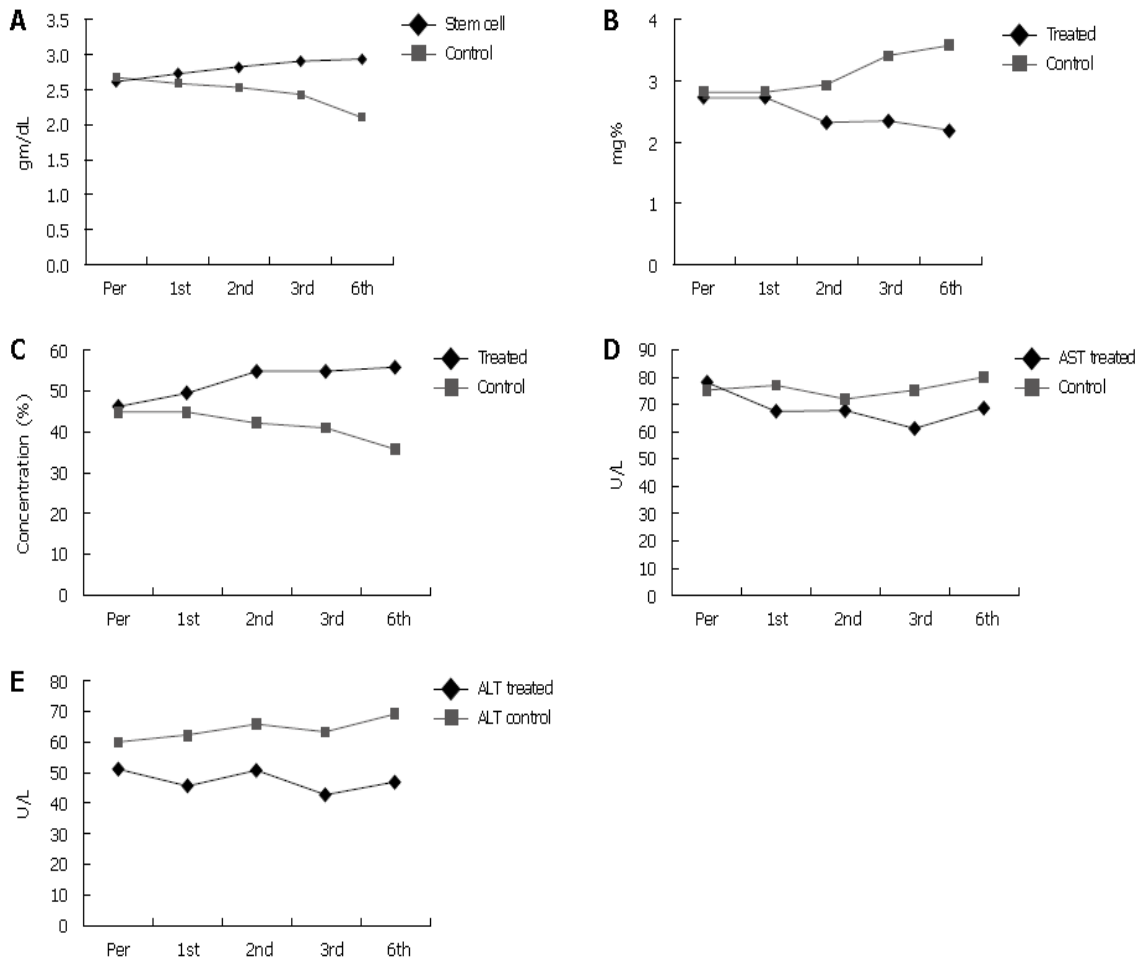 A
3.5
3.0
2.5
2.0
1.5
1.0
0.5
0.0
gm/dL
Per 1st 2nd 3rd 6th
Stem cell
Control
B
4
3
2
1
0
mg%
Per 1st 2nd 3rd 6th
Treated
Control
C
60
50
40
30
20
10
0
Concentration (%)
Per 1st 2nd 3rd 6th
Treated
Control
D
90
80
70
60
50
40
30
20
10
0
U/L
Per 1st 2nd 3rd 6th
AST treated
Control
E
80
70
60
50
40
30
20
10
0
U/L
Per 1st 2nd 3rd 6th
ALT treated
ALT control